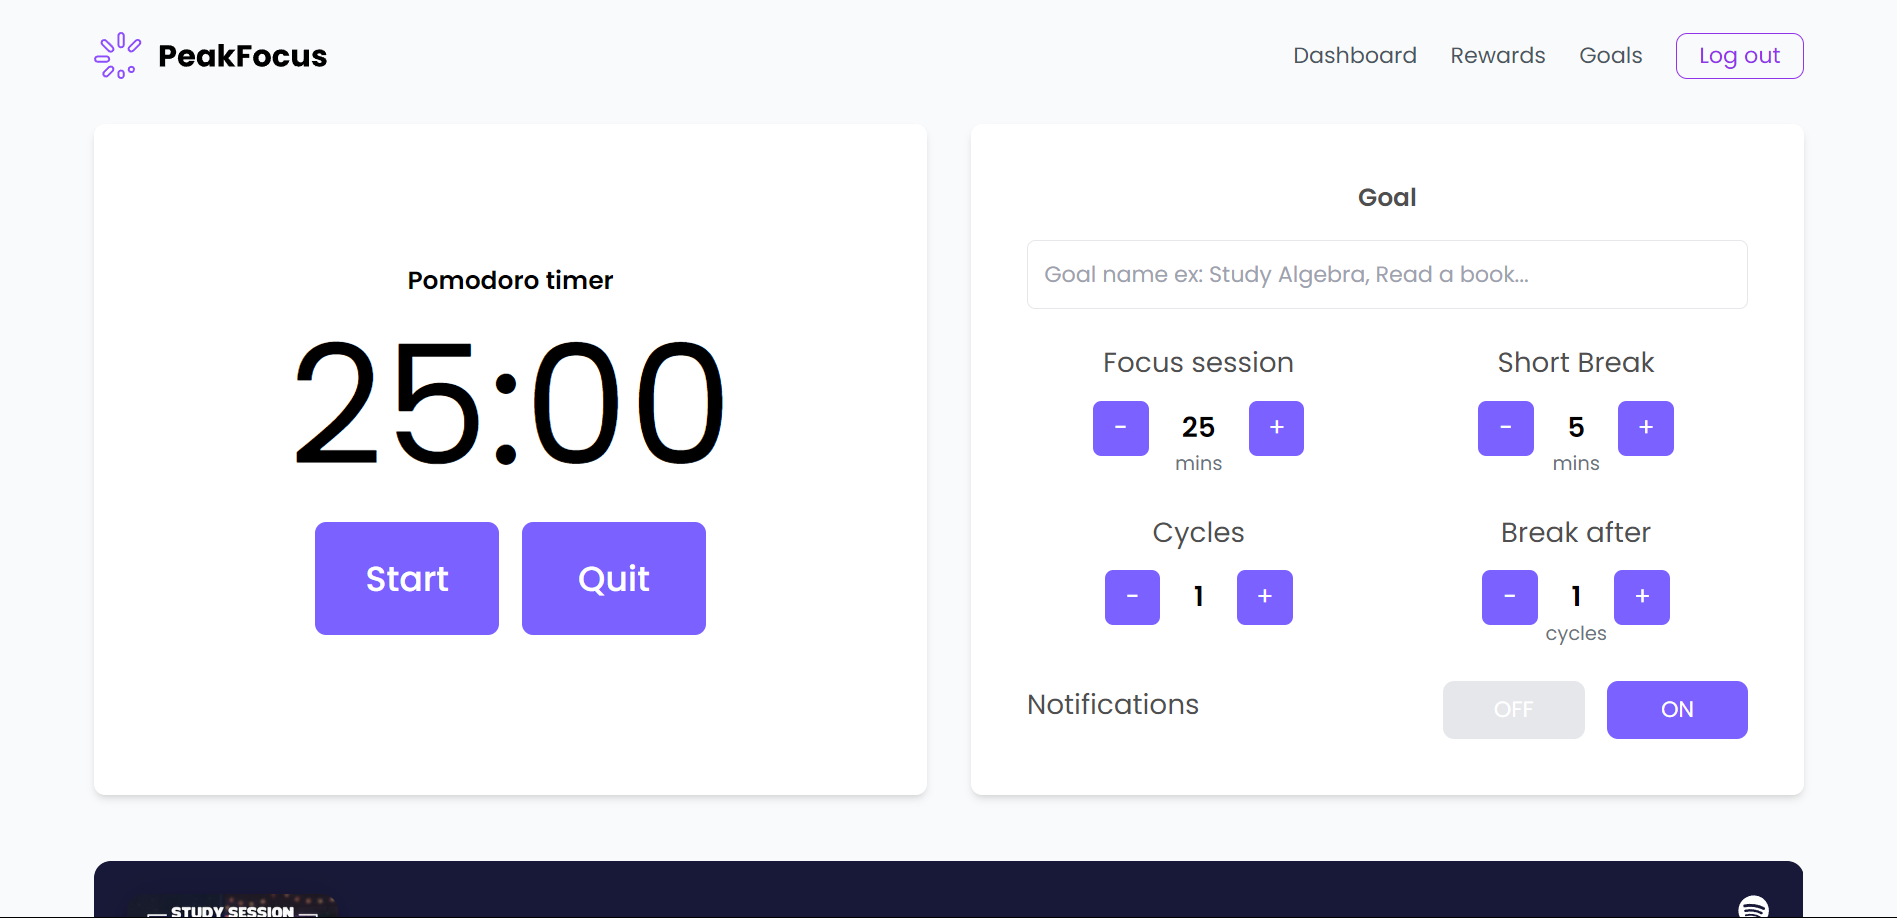 PeakFocus
Dashboard Rewards Goals Log out
Pomodoro timer
25:00
Start Quit
Goal
Goal name ex: Study Algebra, Read a book...
Focus session Short Break
- 25 + - 5 +
mins mins
Cycles Break after
- 1 + - 1 +
cycles
Notifications OFF ON
STUDY SESSION